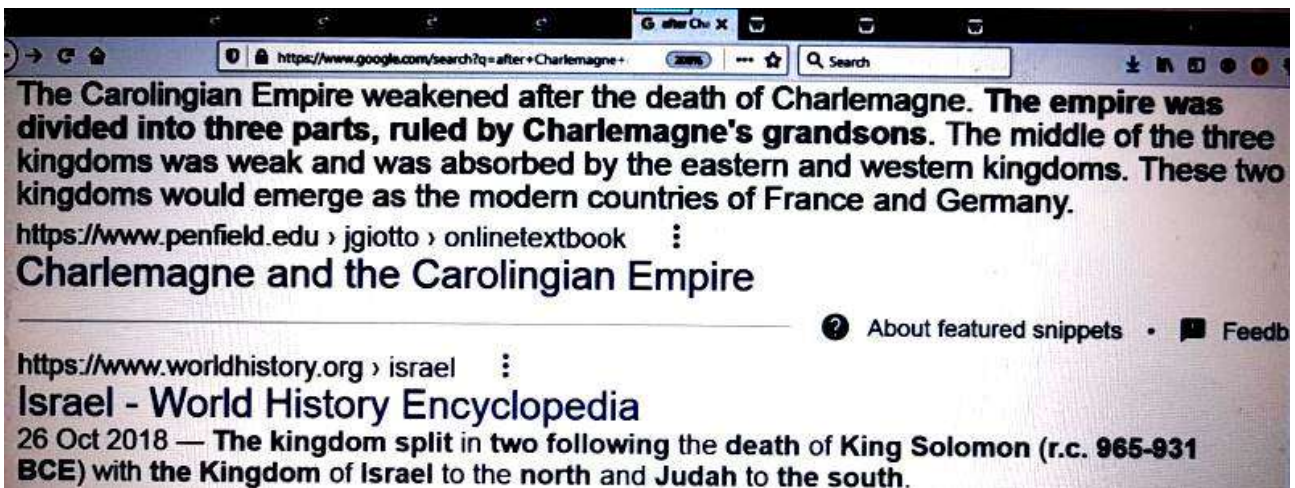 G after Cha X
https://www.google.com/search?q=after+Charlemagne+ 200% Search
The Carolingian Empire weakened after the death of Charlemagne. The empire was
divided into three parts, ruled by Charlemagne's grandsons. The middle of the three
kingdoms was weak and was absorbed by the eastern and western kingdoms. These two
kingdoms would emerge as the modern countries of France and Germany.
https://www.penfield.edu › jgiotto › onlinetextbook
Charlemagne and the Carolingian Empire
About featured snippets • Feedb
https://www.worldhistory.org › israel
Israel - World History Encyclopedia
26 Oct 2018 — The kingdom split in two following the death of King Solomon (r.c. 965-931
BCE) with the Kingdom of Israel to the north and Judah to the south.